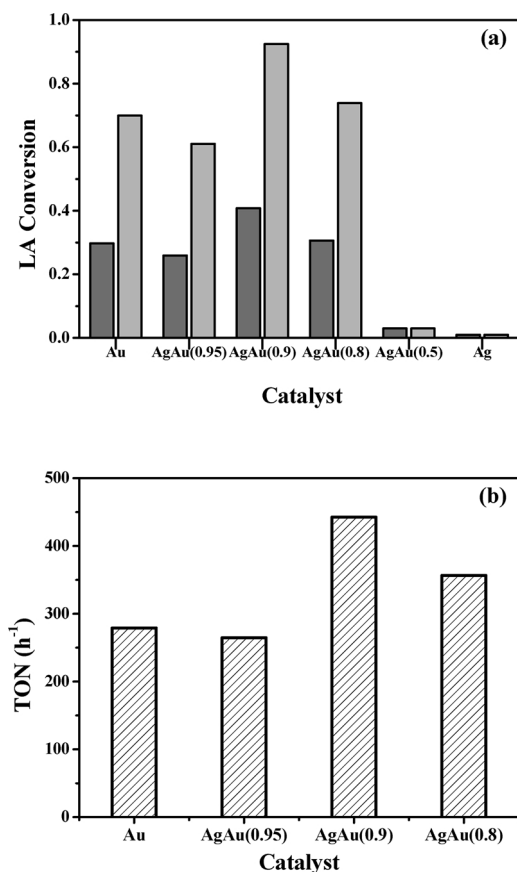 (a)
1.0
0.8
0.6
0.4
0.2
0.0
LA Conversion
Au AgAu(0.95) AgAu(0.9) AgAu(0.8) AgAu(0.5) Ag
Catalyst
(b)
500
400
300
200
100
0
TON (h⁻¹)
Au AgAu(0.95) AgAu(0.9) AgAu(0.8)
Catalyst